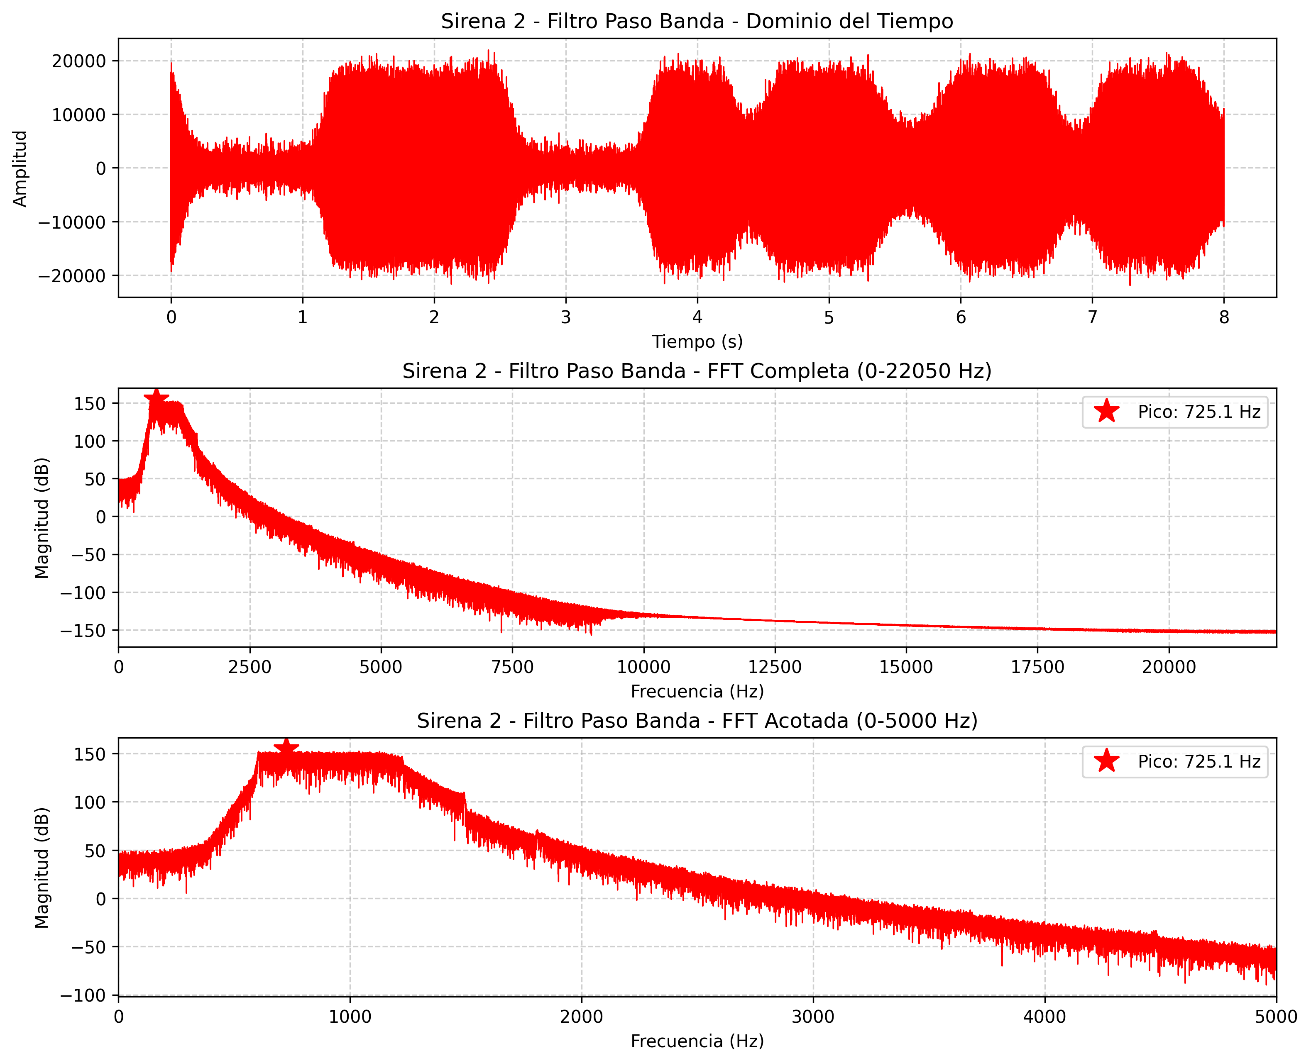 Sirena 2 - Filtro Paso Banda - Dominio del Tiempo
20000
10000
0
−10000
−20000
Amplitud
0 1 2 3 4 5 6 7 8
Tiempo (s)
Sirena 2 - Filtro Paso Banda - FFT Completa (0-22050 Hz)
150
100
50
0
−50
−100
−150
Magnitud (dB)
Pico: 725.1 Hz
0 2500 5000 7500 10000 12500 15000 17500 20000
Frecuencia (Hz)
Sirena 2 - Filtro Paso Banda - FFT Acotada (0-5000 Hz)
150
100
50
0
−50
−100
Magnitud (dB)
Pico: 725.1 Hz
0 1000 2000 3000 4000 5000
Frecuencia (Hz)